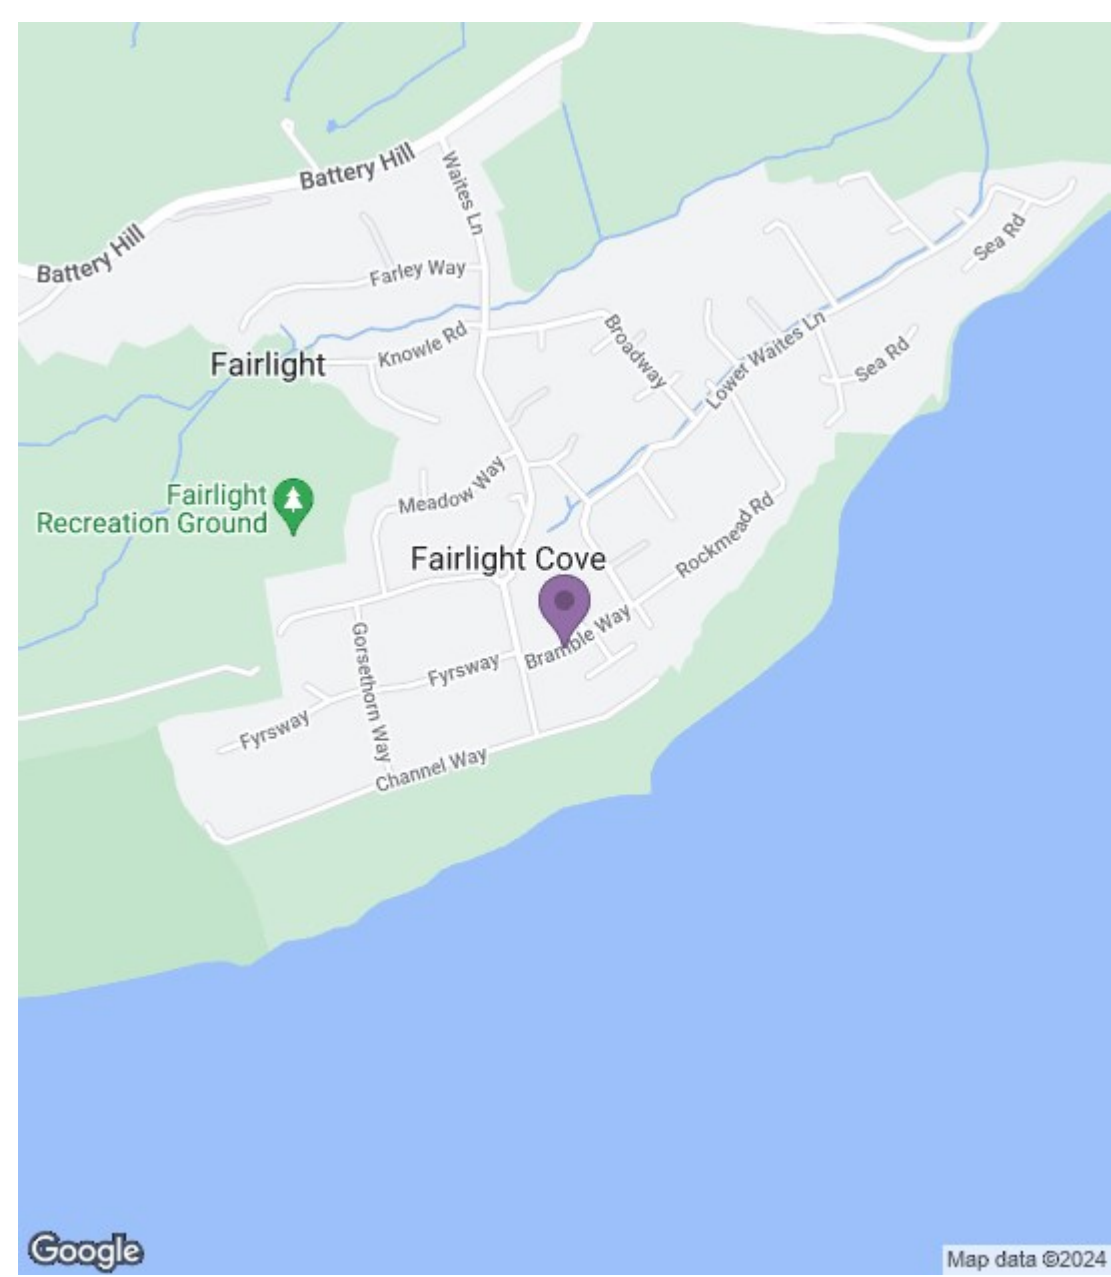 Battery Hill
Waites Ln
Battery Hill
Sea Rd
Farley Way
Knowle Rd
Broadway
Lower Waites Ln
Sea Rd
Fairlight
Meadow Way
Fairlight
Recreation Ground
Rockmead Rd
Fairlight Cove
Bramble Way
Gorsethorn Way
Fyrsway
Fyrsway
Channel Way
Google
Map data ©2024